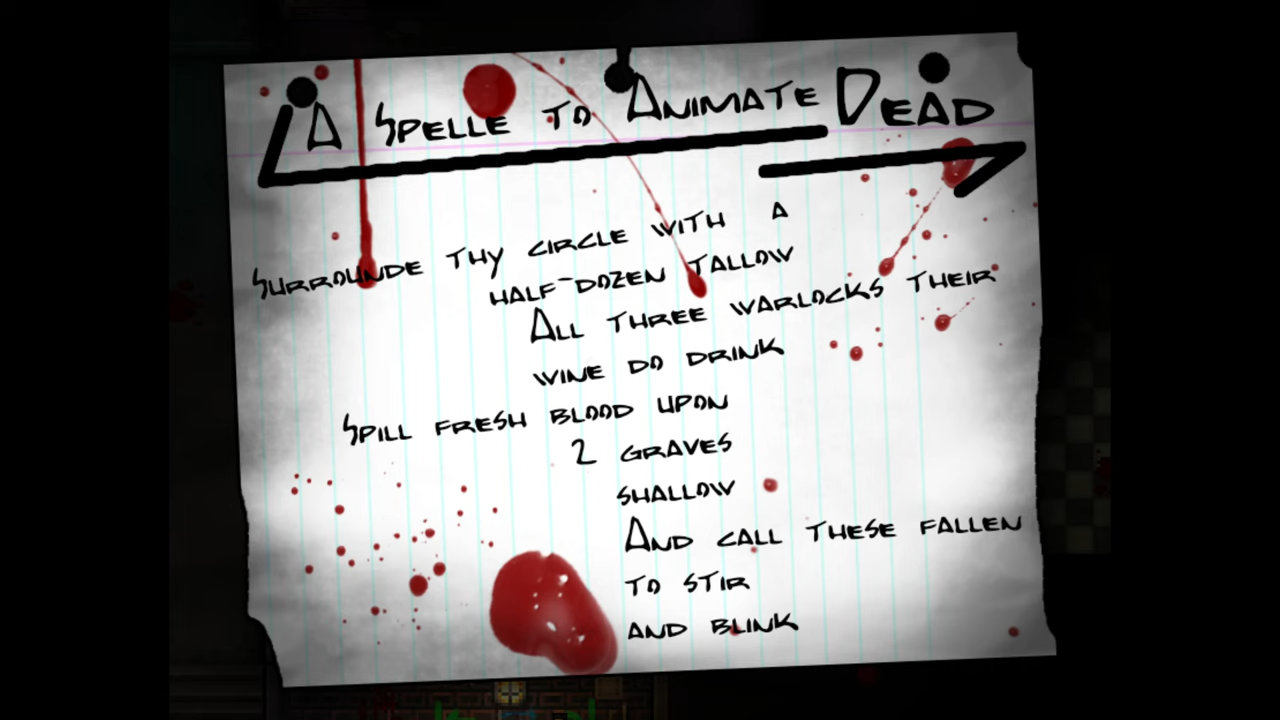 A Spelle to Animate Dead
Surrounde thy circle with a
half-dozen tallow
All three warlocks their
wine do drink
Spill fresh blood upon
2 graves
shallow
And call these fallen
to stir
and blink